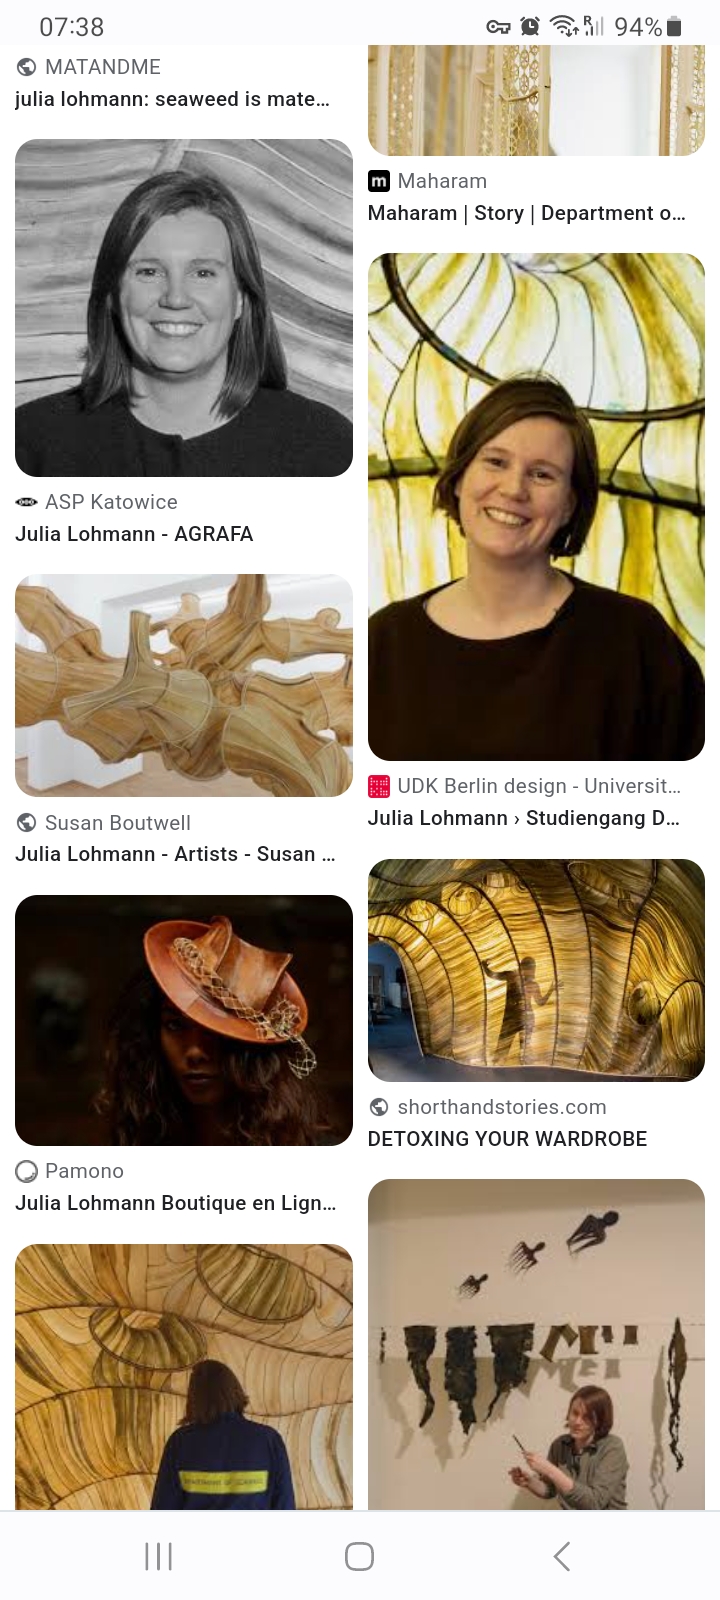 07:38
R
94%
MATANDME
julia lohmann: seaweed is mate…
m
Maharam
Maharam | Story | Department o…
ASP Katowice
Julia Lohmann - AGRAFA
UDK Berlin design - Universit…
Julia Lohmann › Studiengang D…
Susan Boutwell
Julia Lohmann - Artists - Susan …
shorthandstories.com
DETOXING YOUR WARDROBE
Pamono
Julia Lohmann Boutique en Lign…